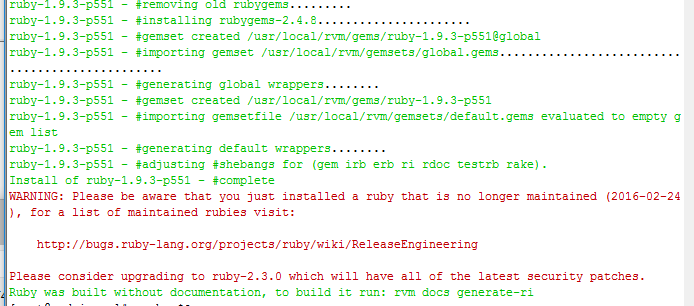 ruby-1.9.3-p551 - #removing old rubygems.........
ruby-1.9.3-p551 - #installing rubygems-2.4.8......................
ruby-1.9.3-p551 - #gemset created /usr/local/rvm/gems/ruby-1.9.3-p551@global
ruby-1.9.3-p551 - #importing gemset /usr/local/rvm/gemsets/global.gems..........................
......................
ruby-1.9.3-p551 - #generating global wrappers........
ruby-1.9.3-p551 - #gemset created /usr/local/rvm/gems/ruby-1.9.3-p551
ruby-1.9.3-p551 - #importing gemsetfile /usr/local/rvm/gemsets/default.gems evaluated to empty g
em list
ruby-1.9.3-p551 - #generating default wrappers........
ruby-1.9.3-p551 - #adjusting #shebangs for (gem irb erb ri rdoc testrb rake).
Install of ruby-1.9.3-p551 - #complete
WARNING: Please be aware that you just installed a ruby that is no longer maintained (2016-02-24
), for a list of maintained rubies visit:
http://bugs.ruby-lang.org/projects/ruby/wiki/ReleaseEngineering
Please consider upgrading to ruby-2.3.0 which will have all of the latest security patches.
Ruby was built without documentation, to build it run: rvm docs generate-ri